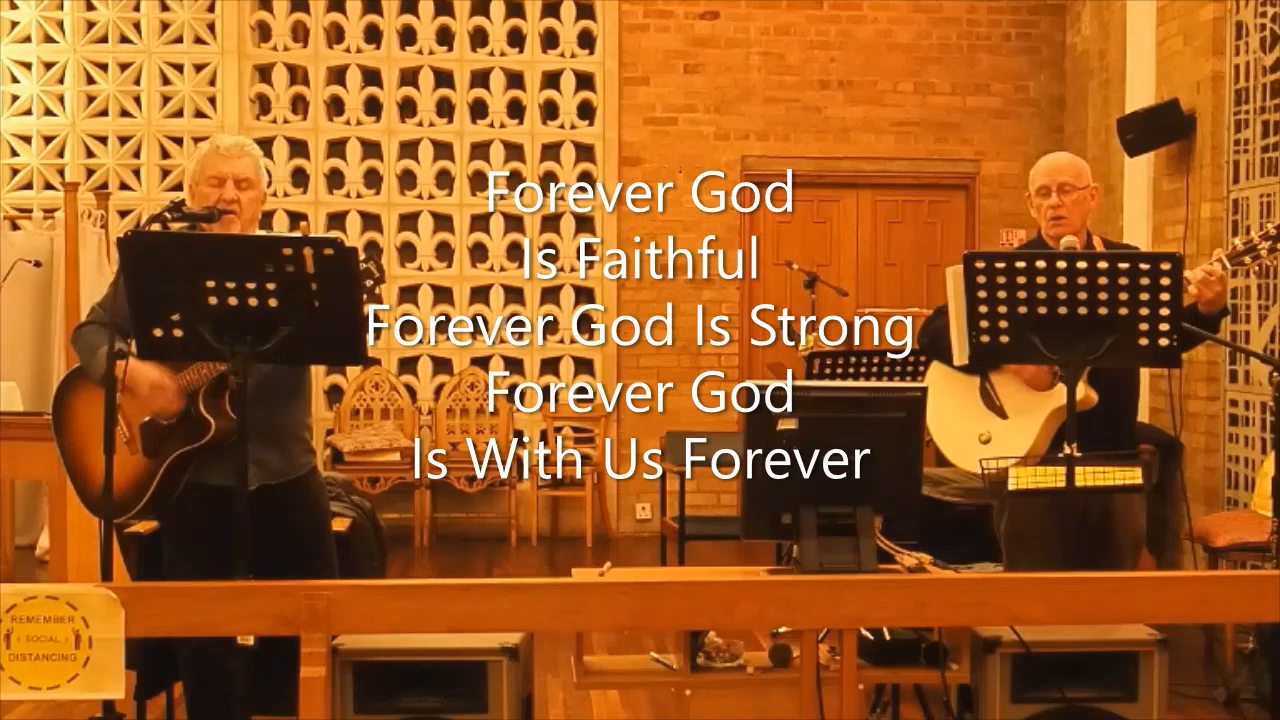 Forever God
Is Faithful
Forever God Is Strong
Forever God
Is With Us Forever
REMEMBER
SOCIAL
DISTANCING